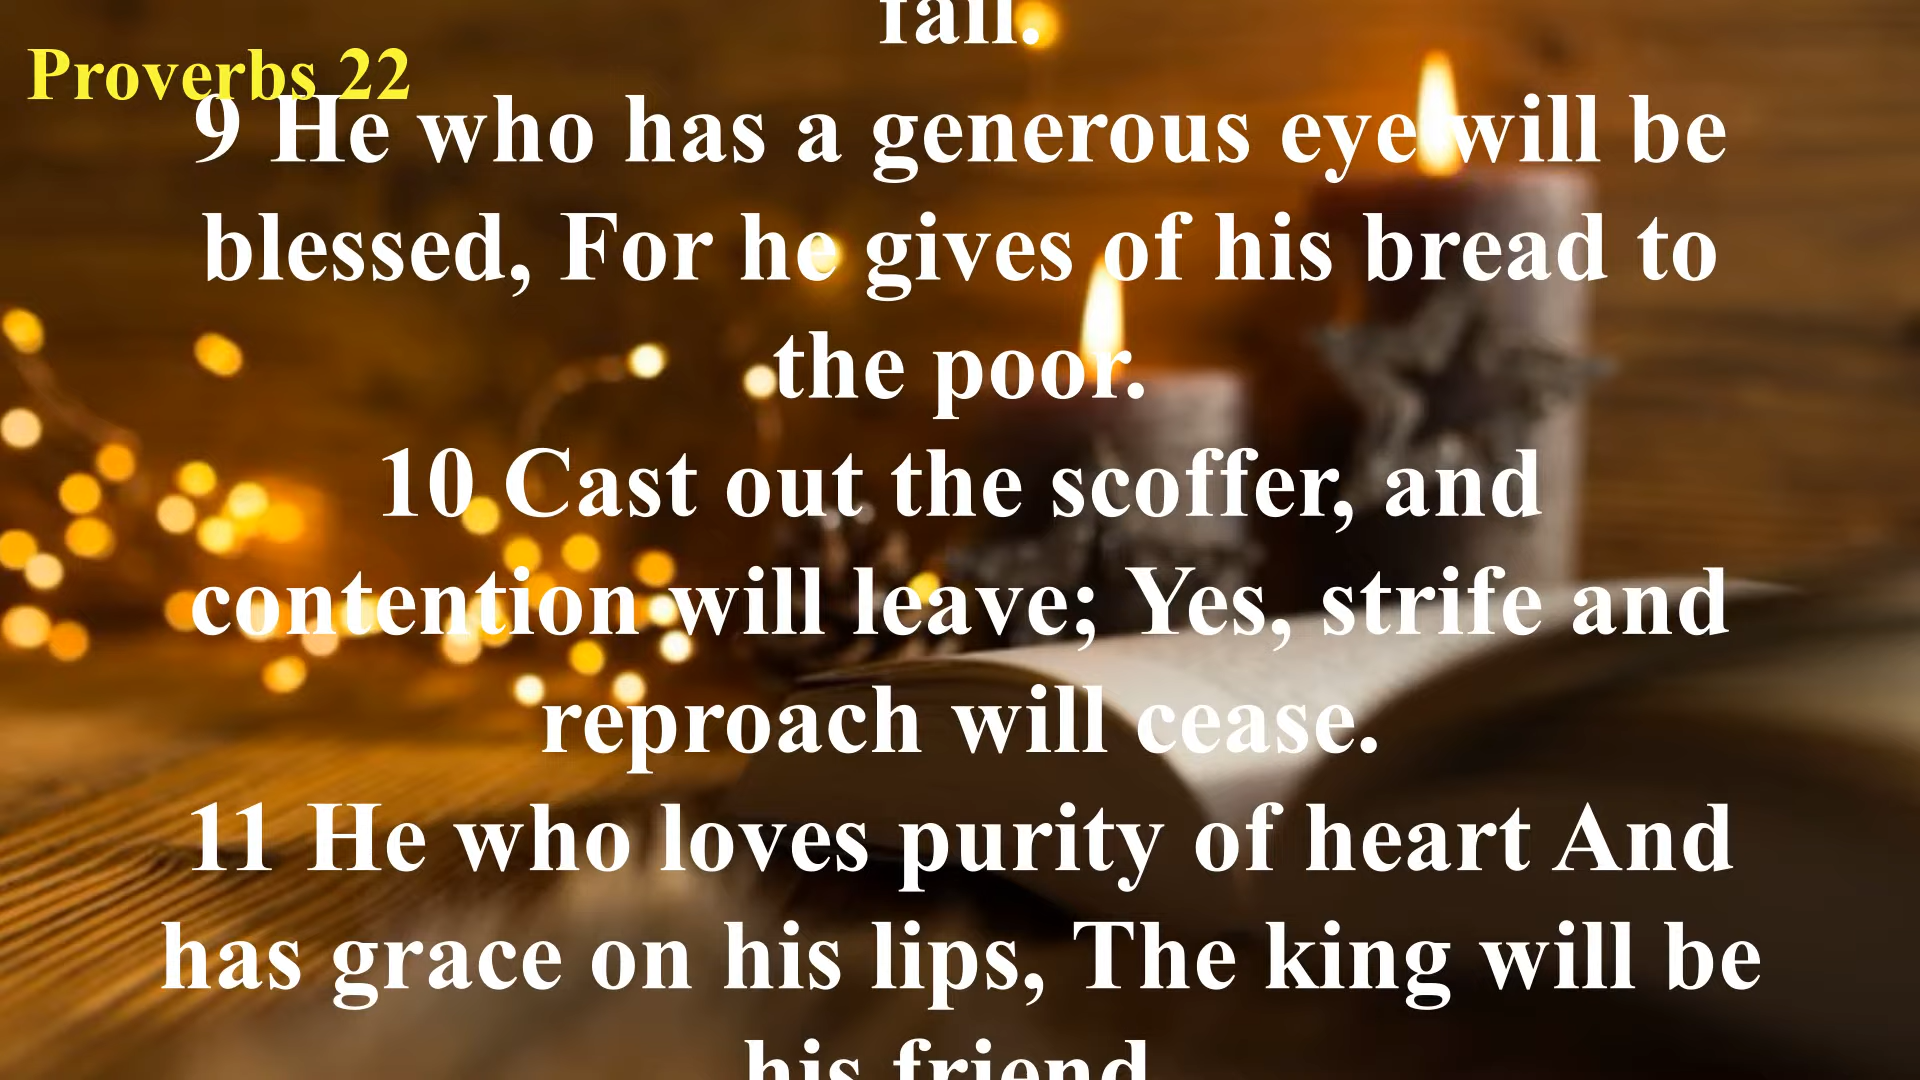 fail.
Proverbs 22
9 He who has a generous eye will be
blessed, For he gives of his bread to
the poor.
10 Cast out the scoffer, and
contention will leave; Yes, strife and
reproach will cease.
11 He who loves purity of heart And
has grace on his lips, The king will be
his friend